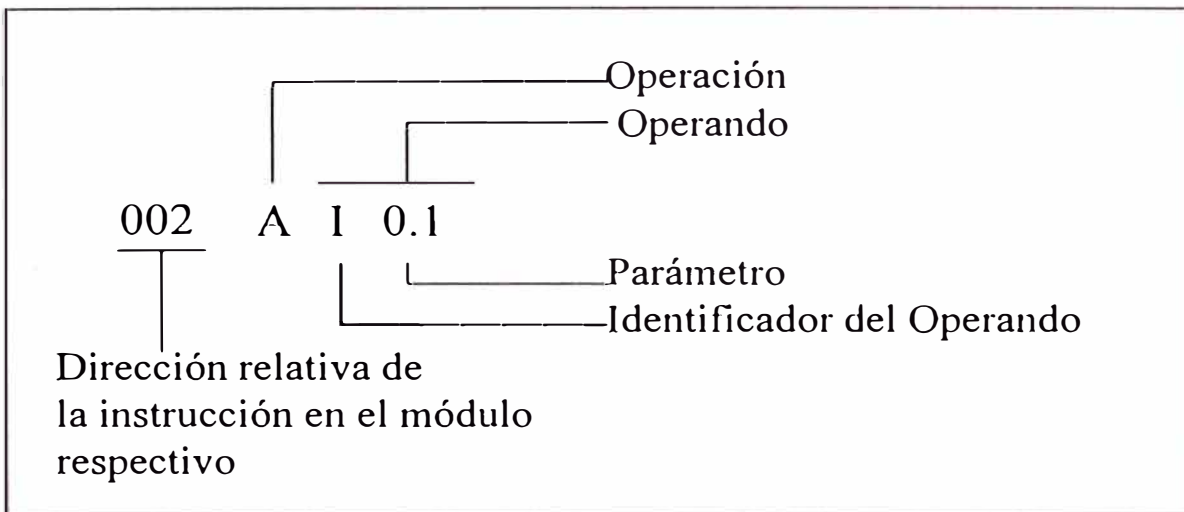 Operación
Operando
002 A I 0.1
Parámetro
Identificador del Operando
Dirección relativa de
la instrucción en el módulo
respectivo